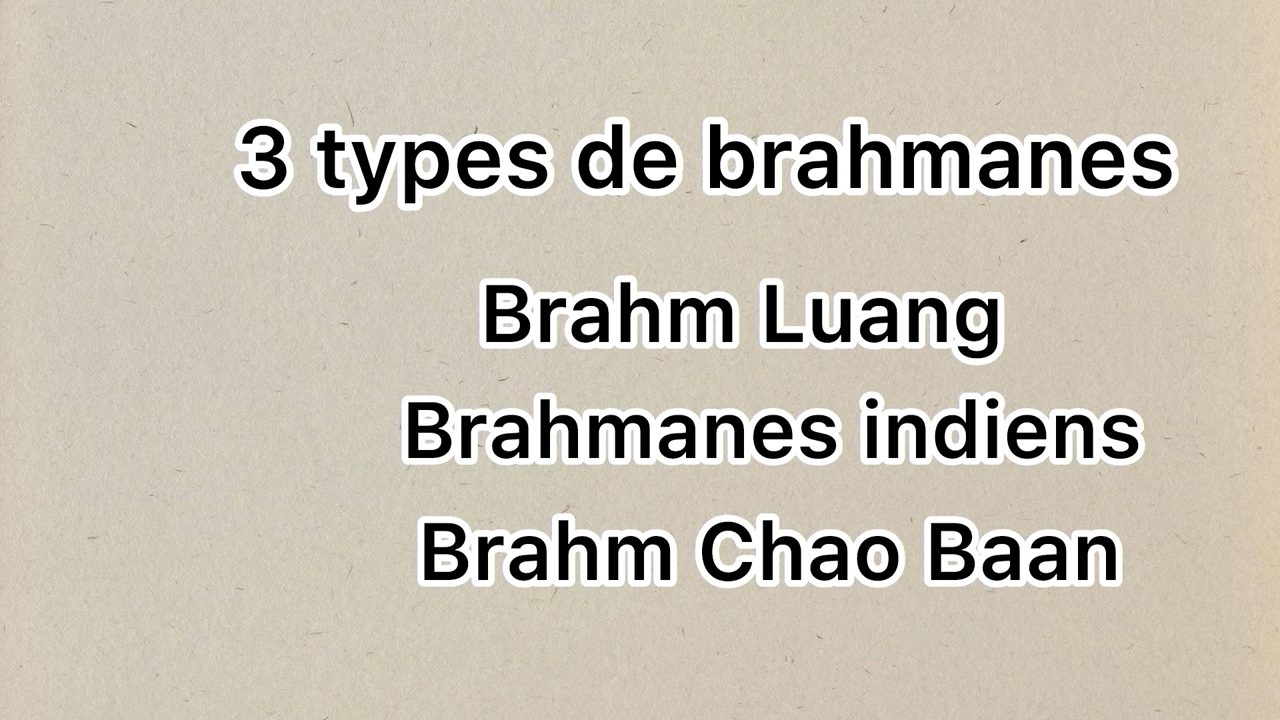 3 types de brahmanes
Brahm Luang
Brahmanes indiens
Brahm Chao Baan